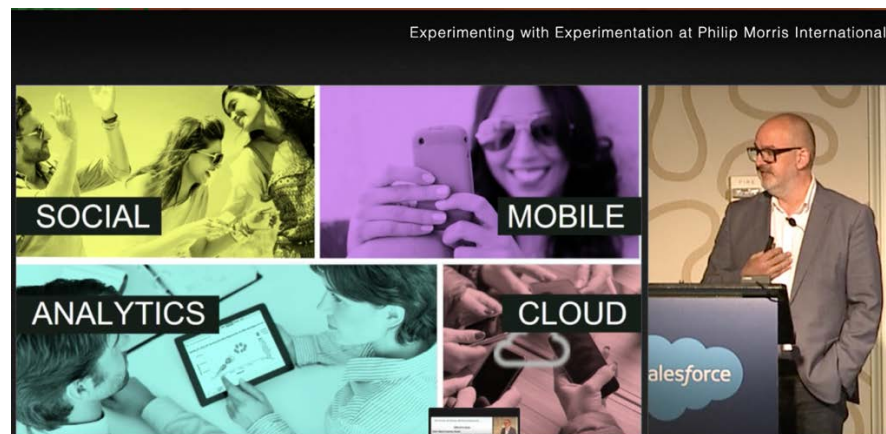 Experimenting with Experimentation at Philip Morris International
SOCIAL
MOBILE
ANALYTICS
CLOUD
alesforce